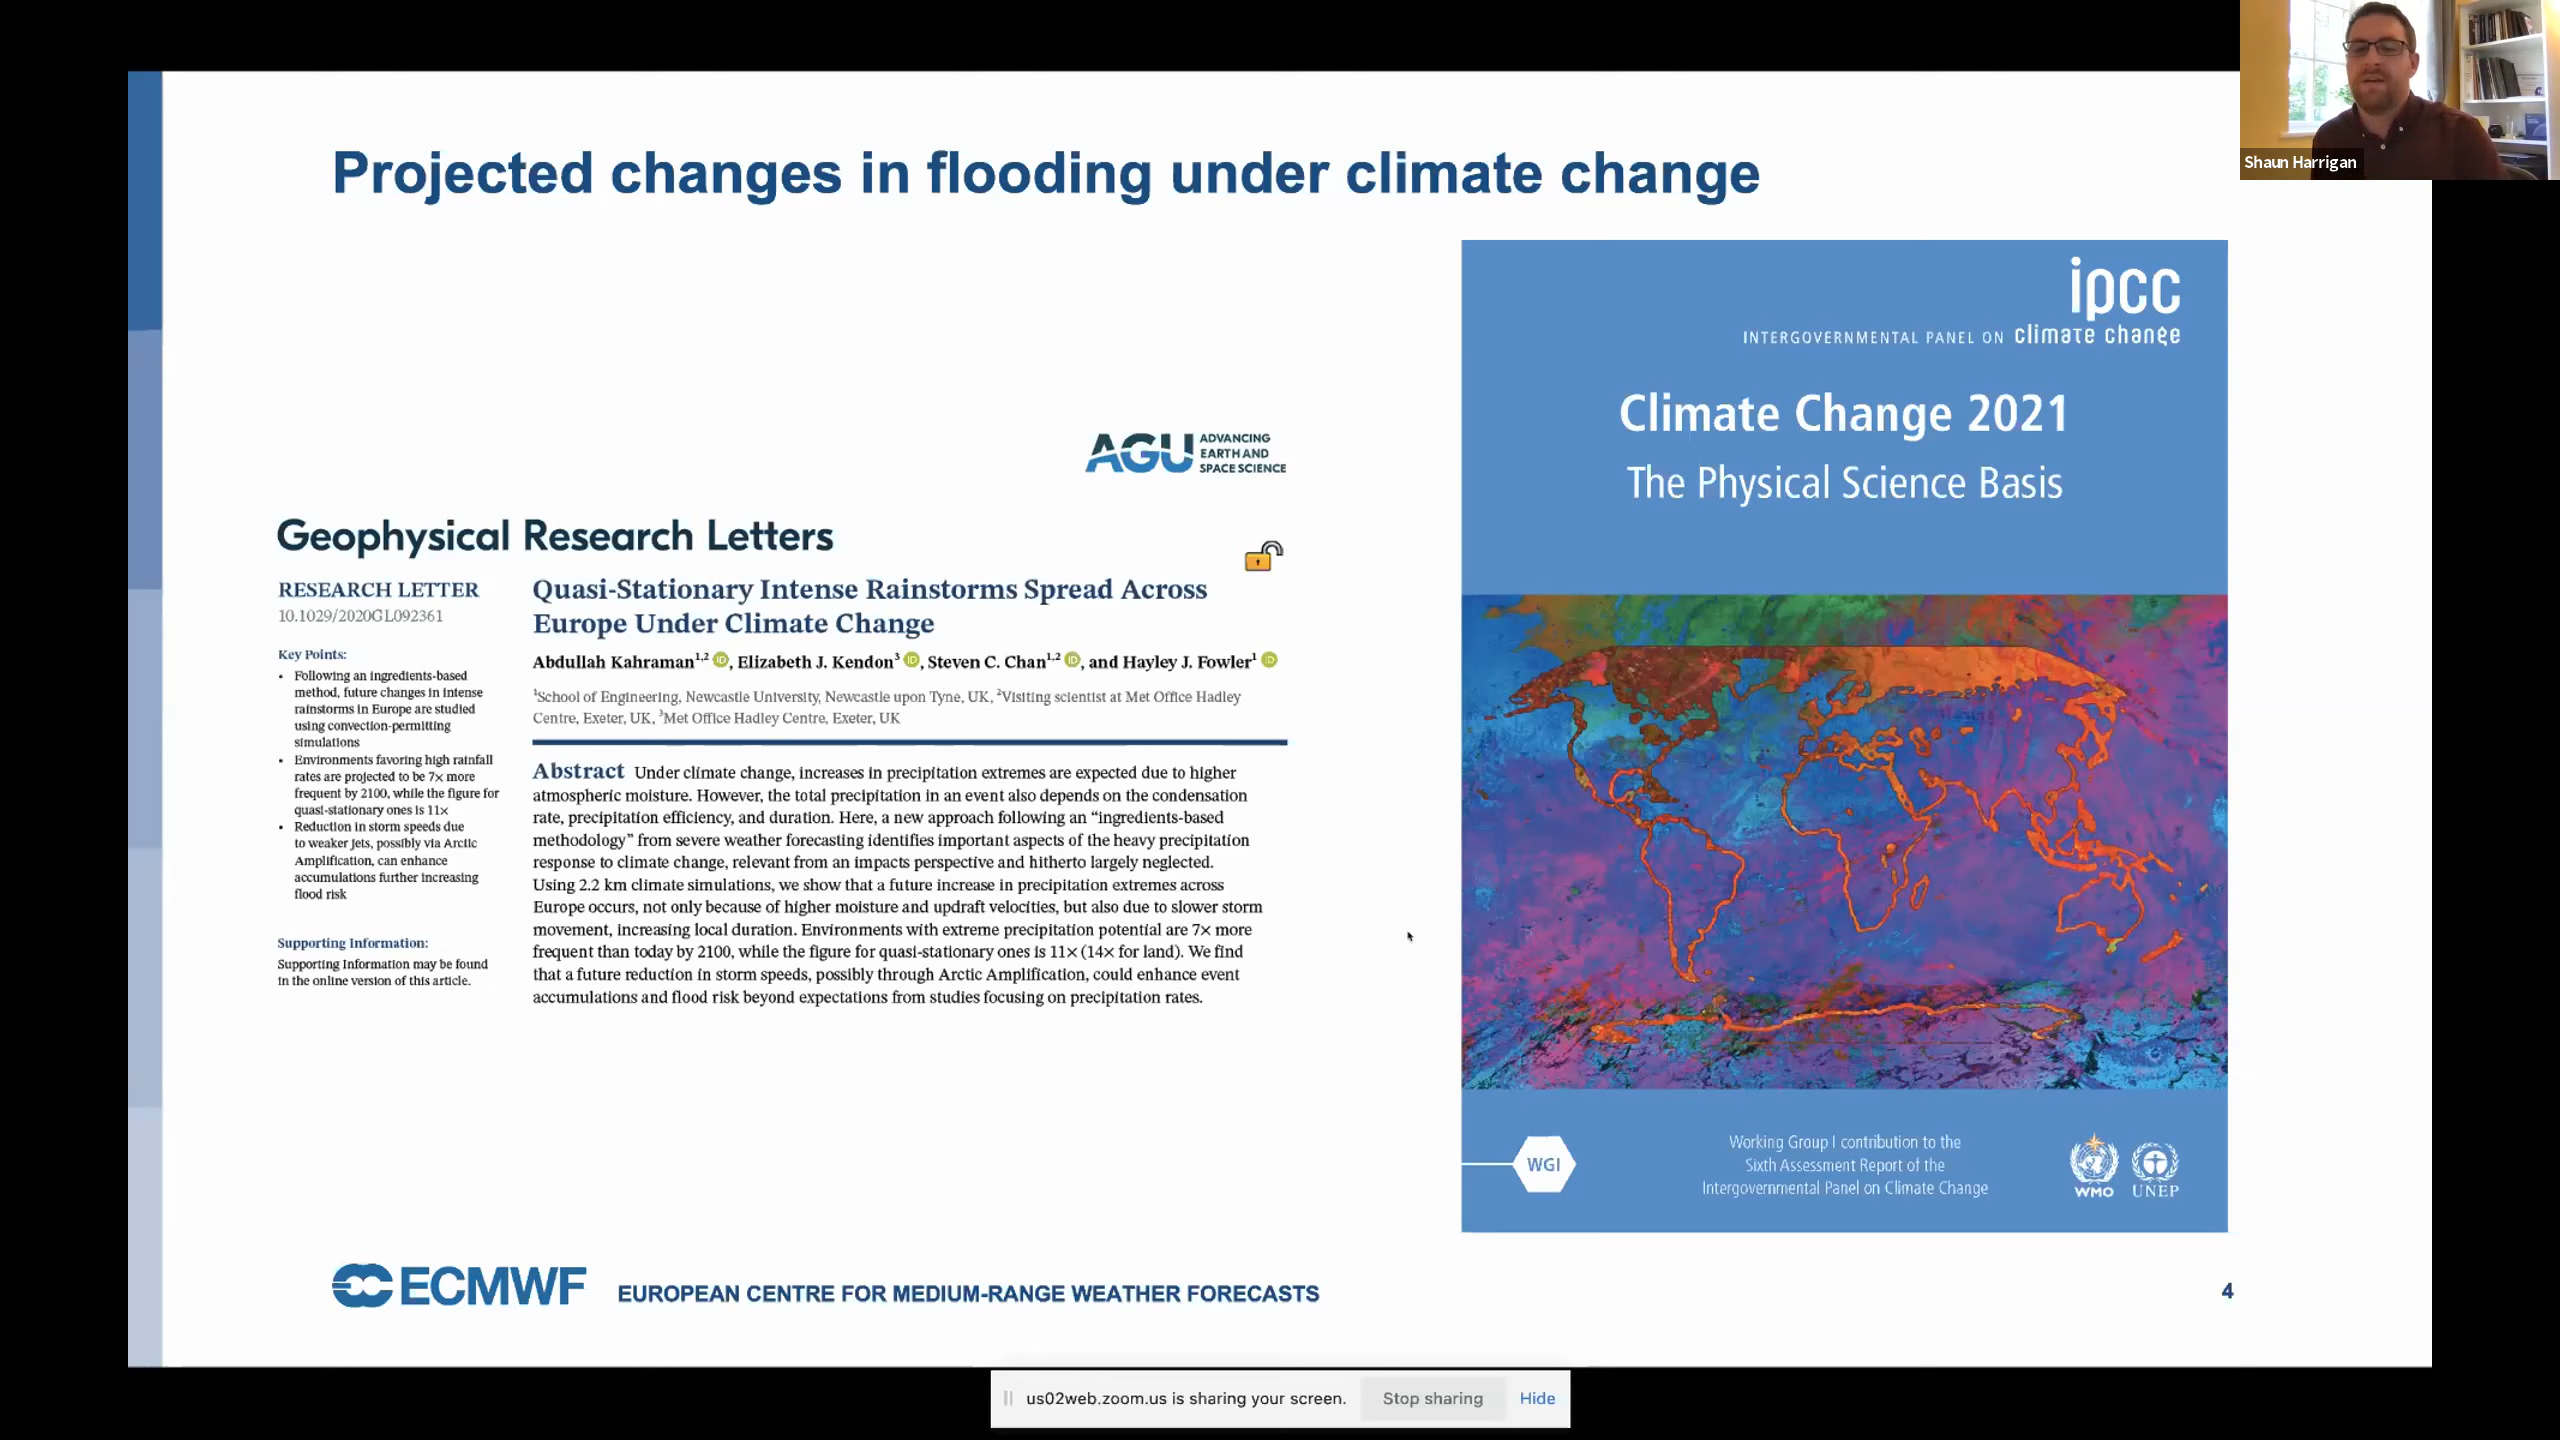 Shaun Harrigan
Projected changes in flooding under climate change
AGU ADVANCING
EARTH AND
SPACE SCIENCE
Geophysical Research Letters
RESEARCH LETTER
10.1029/2020GL092361
Key Points:
• Following an ingredients-based
method, future changes in intense
rainstorms in Europe are studied
using convection-permitting
simulations
• Environments favoring high rainfall
rates are projected to be 7× more
frequent by 2100, while the figure for
quasi-stationary ones is 11×
• Reduction in storm speeds due
to weaker jets, possibly via Arctic
Amplification, can enhance
accumulations further increasing
flood risk
Supporting Information:
Supporting Information may be found
in the online version of this article.
Quasi-Stationary Intense Rainstorms Spread Across
Europe Under Climate Change
Abdullah Kahraman1,2 iD, Elizabeth J. Kendon3 iD, Steven C. Chan1,2 iD, and Hayley J. Fowler1 iD
1School of Engineering, Newcastle University, Newcastle upon Tyne, UK, 2Visiting scientist at Met Office Hadley
Centre, Exeter, UK, 3Met Office Hadley Centre, Exeter, UK
Abstract Under climate change, increases in precipitation extremes are expected due to higher
atmospheric moisture. However, the total precipitation in an event also depends on the condensation
rate, precipitation efficiency, and duration. Here, a new approach following an “ingredients-based
methodology” from severe weather forecasting identifies important aspects of the heavy precipitation
response to climate change, relevant from an impacts perspective and hitherto largely neglected.
Using 2.2 km climate simulations, we show that a future increase in precipitation extremes across
Europe occurs, not only because of higher moisture and updraft velocities, but also due to slower storm
movement, increasing local duration. Environments with extreme precipitation potential are 7× more
frequent than today by 2100, while the figure for quasi-stationary ones is 11× (14× for land). We find
that a future reduction in storm speeds, possibly through Arctic Amplification, could enhance event
accumulations and flood risk beyond expectations from studies focusing on precipitation rates.
ipcc
INTERGOVERNMENTAL PANEL ON climate change
Climate Change 2021
The Physical Science Basis
WGI
Working Group I contribution to the
Sixth Assessment Report of the
Intergovernmental Panel on Climate Change
WMO UNEP
ECMWF EUROPEAN CENTRE FOR MEDIUM-RANGE WEATHER FORECASTS
4
us02web.zoom.us is sharing your screen. Stop sharing Hide